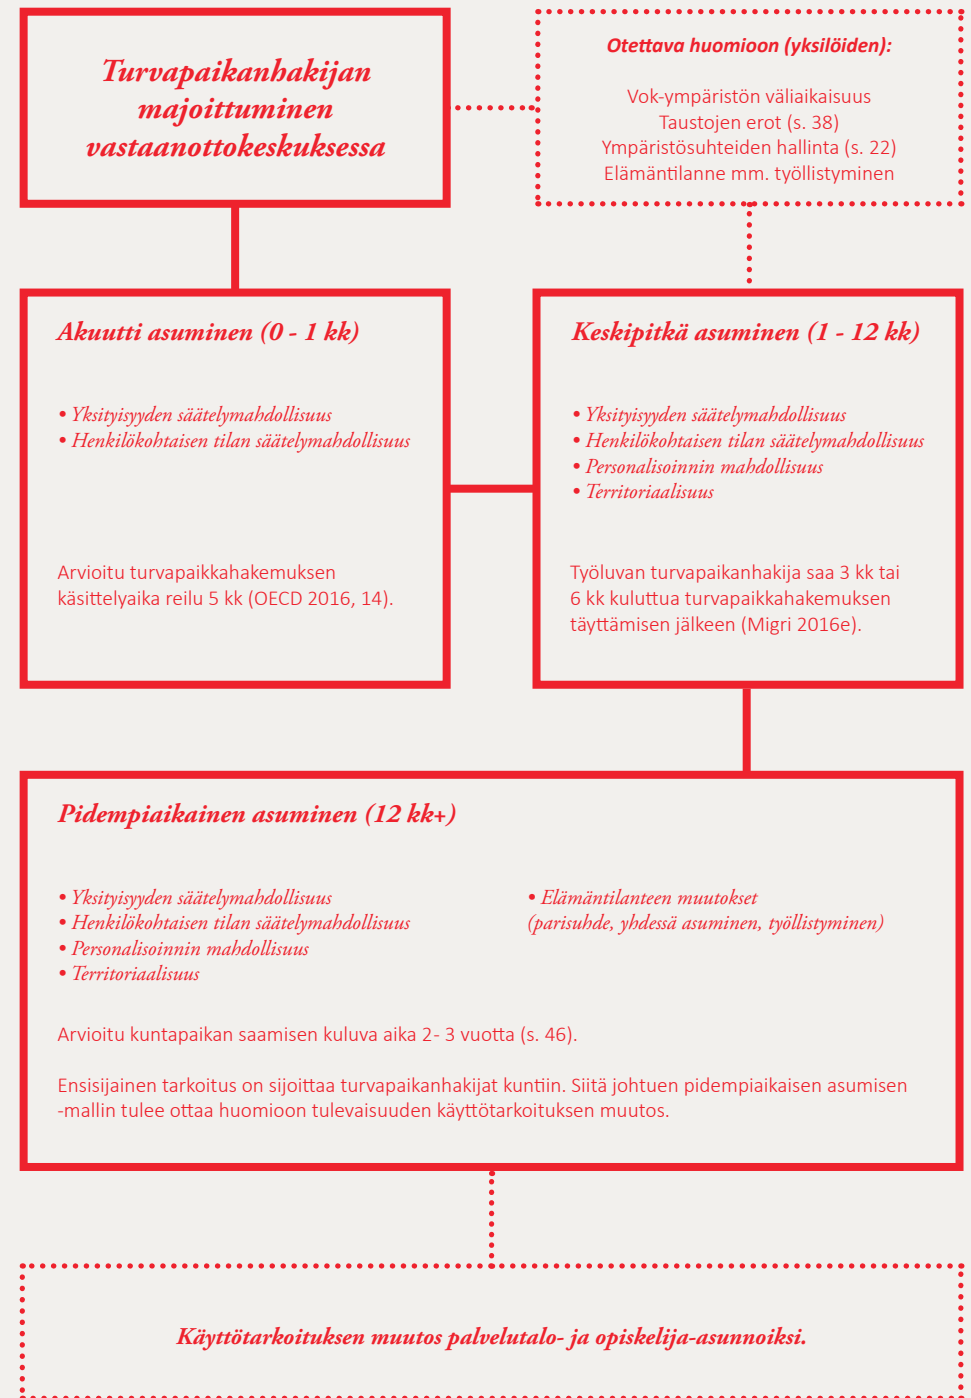 Turvapaikanhakijan
majoittuminen
vastaanottokeskuksessa
Otettava huomioon (yksilöiden):
Vok-ympäristön väliaikaisuus
Taustojen erot (s. 38)
Ympäristösuhteiden hallinta (s. 22)
Elämäntilanne mm. työllistyminen
Akuutti asuminen (0 - 1 kk)
• Yksityisyyden säätelymahdollisuus
• Henkilökohtaisen tilan säätelymahdollisuus
Arvioitu turvapaikkahakemuksen
käsittelyaika reilu 5 kk (OECD 2016, 14).
Keskipitkä asuminen (1 - 12 kk)
• Yksityisyyden säätelymahdollisuus
• Henkilökohtaisen tilan säätelymahdollisuus
• Personalisoinnin mahdollisuus
• Territoriaalisuus
Työluvan turvapaikanhakija saa 3 kk tai
6 kk kuluttua turvapaikkahakemuksen
täyttämisen jälkeen (Migri 2016e).
Pidempiaikainen asuminen (12 kk+)
• Yksityisyyden säätelymahdollisuus
• Henkilökohtaisen tilan säätelymahdollisuus
• Personalisoinnin mahdollisuus
• Territoriaalisuus
• Elämäntilanteen muutokset
(parisuhde, yhdessä asuminen, työllistyminen)
Arvioitu kuntapaikan saamisen kuluva aika 2- 3 vuotta (s. 46).
Ensisijainen tarkoitus on sijoittaa turvapaikanhakijat kuntiin. Siitä johtuen pidempiaikaisen asumisen
-mallin tulee ottaa huomioon tulevaisuuden käyttötarkoituksen muutos.
Käyttötarkoituksen muutos palvelutalo- ja opiskelija-asunnoiksi.